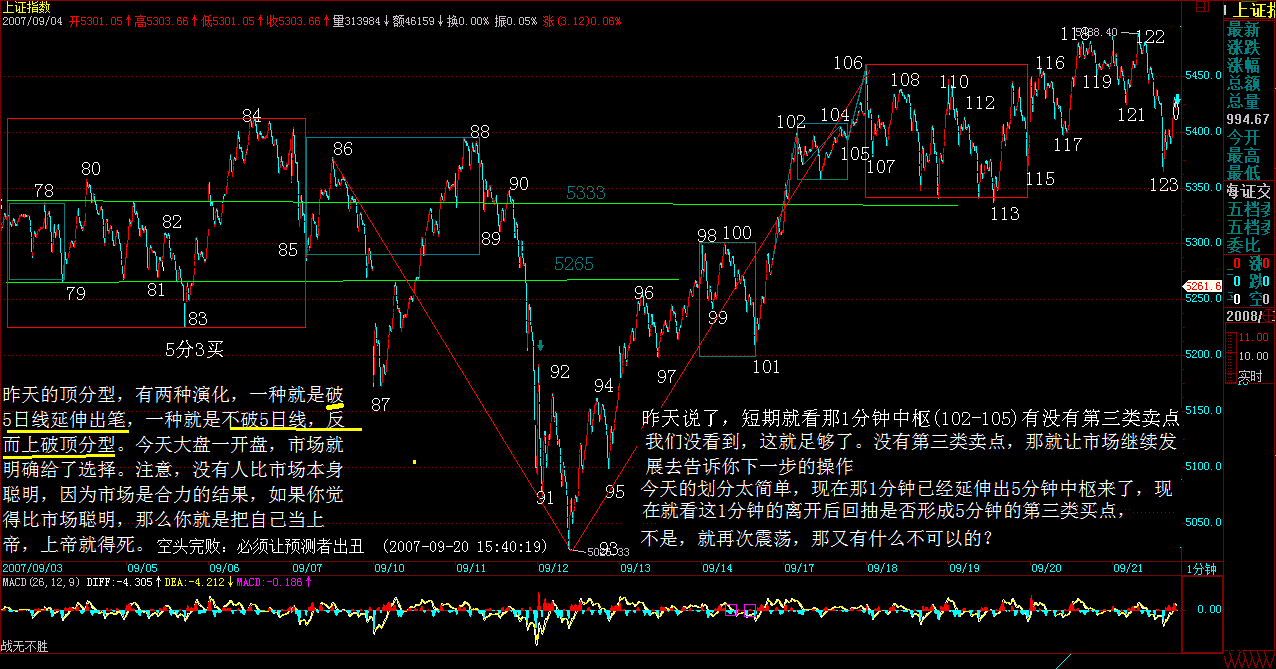 上证指数
2007/09/04 开5301.05↑高5303.88↑低5301.05↑收5303.88↑量313984↓额46159↓换0.00% 振0.05% 涨(3.12)0.06%
5488.40
118
122
106
116
84
108
110
5450.0
119
112
102
104
121
88
5400.0
86
105
117
80
107
90
115
123
5350.0
78
5333
113
82
98
100
89
5300.0
85
5265
79
81
96
5261.6
5250.0
83
99
5分3买
97
101
5200.0
92
94
87
5150.0
昨天的顶分型，有两种演化，一种就是破
5日线延伸出笔，一种就是不破5日线，反
而上破顶分型。今天大盘一开盘，市场就
明确给了选择。注意，没有人比市场本身
聪明，因为市场是合力的结果，如果你觉
得比市场聪明，那么你就是把自己当上
帝，上帝就得死。空头完败；必须让预测者出丑 (2007-09-20 15:40:19)
91
95
93
昨天说了，短期就看那1分钟中枢(102-105)有没有第三类卖点
我们没看到，这就足够了。没有第三类卖点，那就让市场继续发
展去告诉你下一步的操作
今天的划分太简单，现在那1分钟已经延伸出5分钟中枢来了，现
在就看这1分钟的离开后回抽是否形成5分钟的第三类买点，
不是，就再次震荡，那又有什么不可以的？
5100.0
5050.0
2007/09/03 09/05 09/06 09/07 09/10 09/11 09/12 09/13 09/14 09/17 09/18 09/19 09/20 09/21 1分钟
MACD(26,12,9) DIFF:-4.305↑DEA:-4.212↓MACD:-0.186↑
0.00
战无不胜
上证指
最新
涨跌
涨幅
总额
总量
994.67
今开
最高
最低
海证交
五档
五档
委比
0 涨0
0 跌0
0 空0
2008/
11.00
10.00
实时